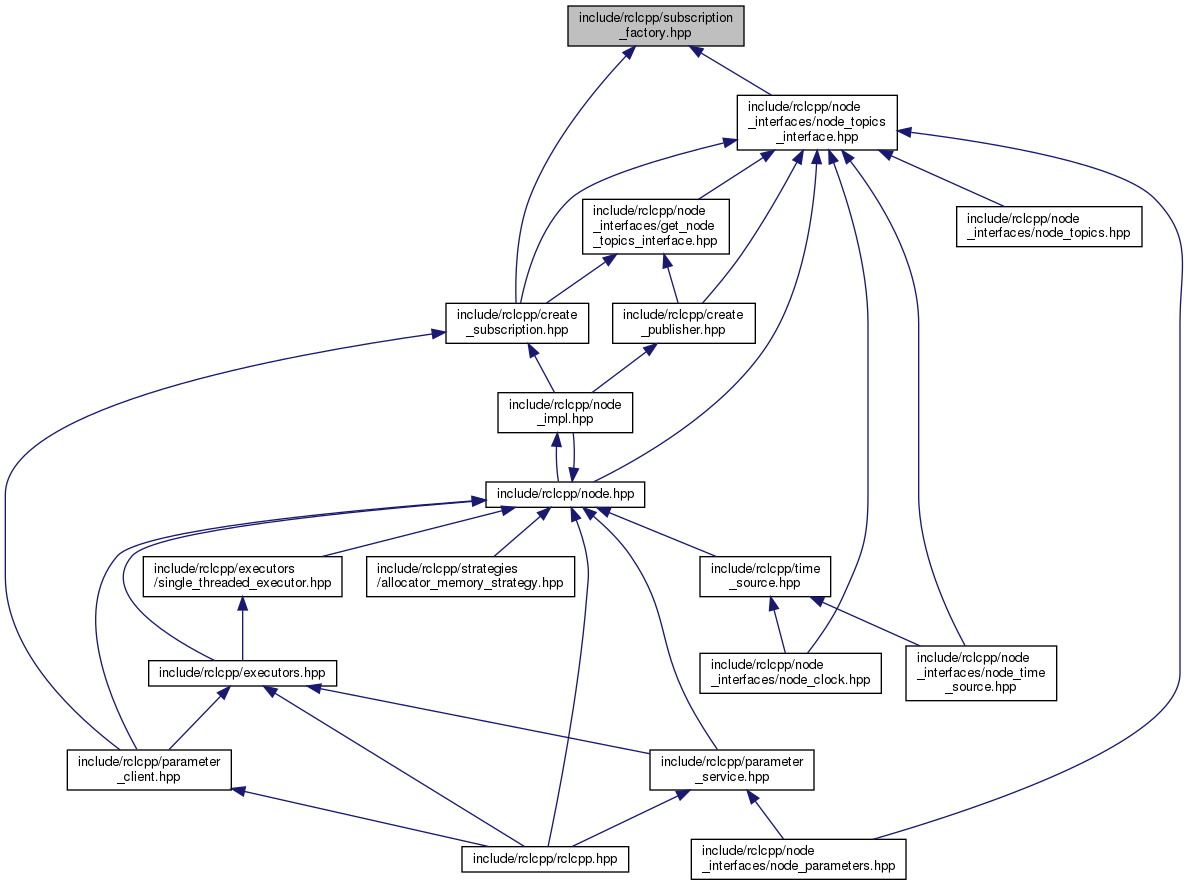 include/rclcpp/subscription
_factory.hpp
include/rclcpp/node
_interfaces/node_topics
_interface.hpp
include/rclcpp/node
_interfaces/get_node
_topics_interface.hpp
include/rclcpp/node
_interfaces/node_topics.hpp
include/rclcpp/create
_subscription.hpp
include/rclcpp/create
_publisher.hpp
include/rclcpp/node
_impl.hpp
include/rclcpp/node.hpp
include/rclcpp/executors
/single_threaded_executor.hpp
include/rclcpp/strategies
/allocator_memory_strategy.hpp
include/rclcpp/time
_source.hpp
include/rclcpp/executors.hpp
include/rclcpp/node
_interfaces/node_clock.hpp
include/rclcpp/node
_interfaces/node_time
_source.hpp
include/rclcpp/parameter
_client.hpp
include/rclcpp/parameter
_service.hpp
include/rclcpp/rclcpp.hpp
include/rclcpp/node
_interfaces/node_parameters.hpp